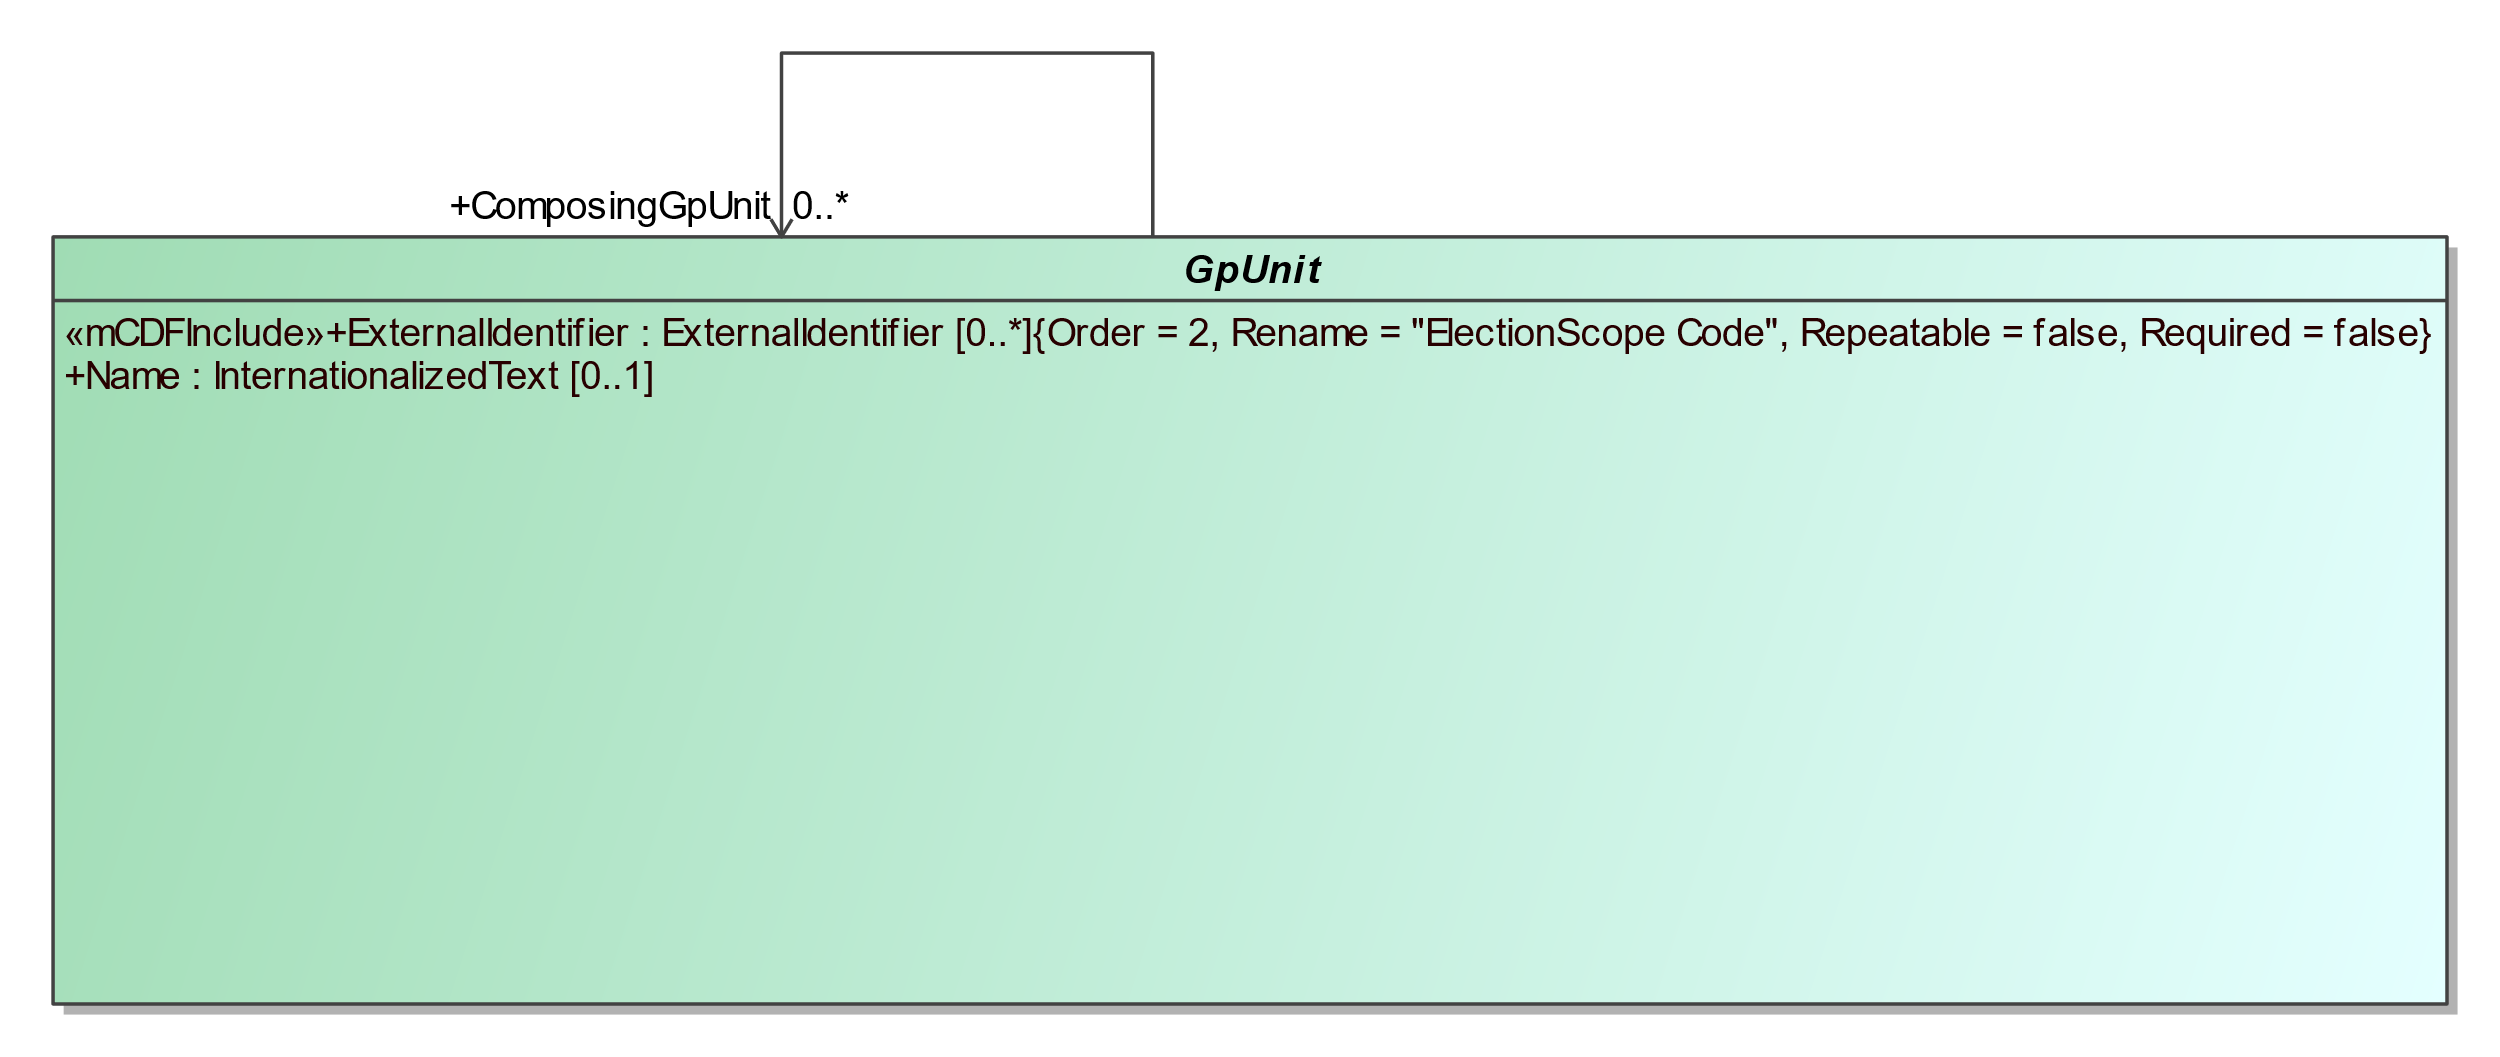 +ComposingGpUnit 0..*
GpUnit
«mCDFInclude»+ExternalIdentifier : ExternalIdentifier [0..*]{Order = 2, Rename = "ElectionScope Code", Repeatable = false, Required = false}
+Name : InternationalizedText [0..1]